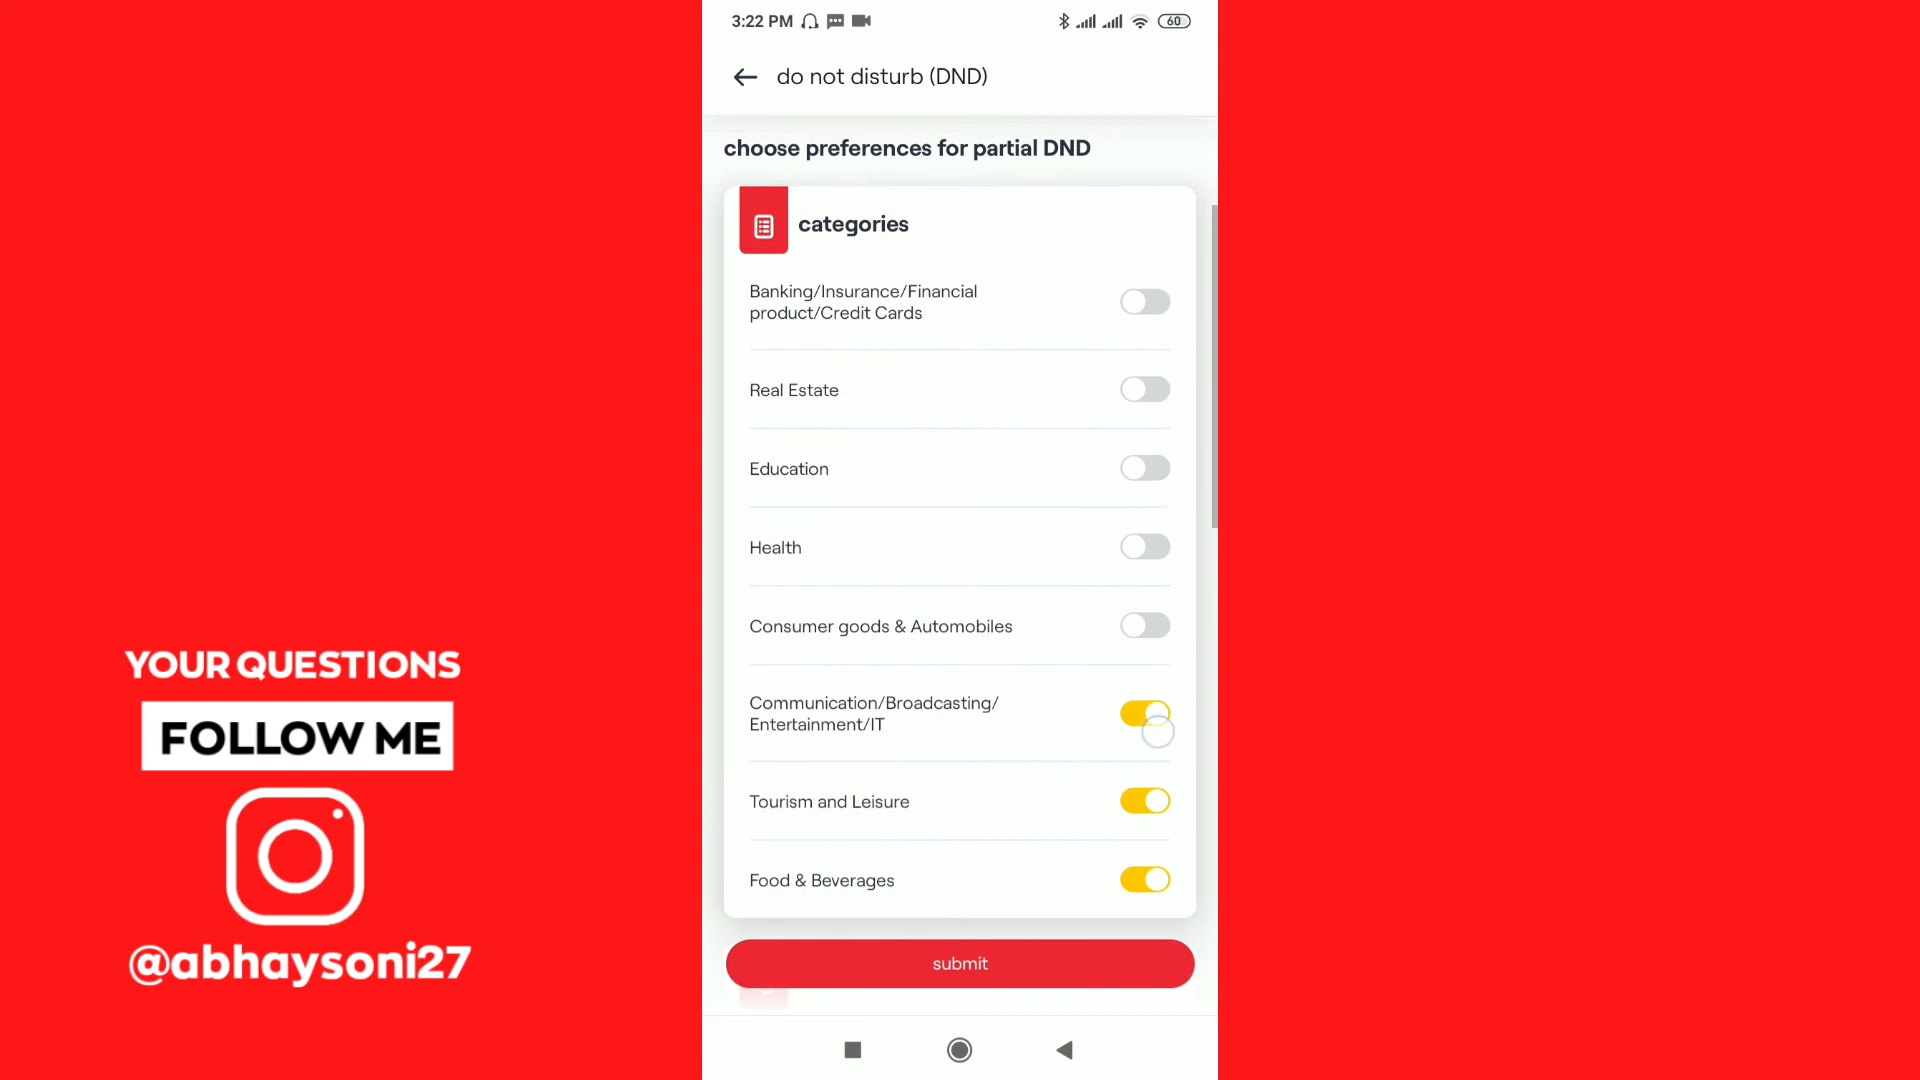 3:22 PM
60
do not disturb (DND)
choose preferences for partial DND
categories
Banking/Insurance/Financial
product/Credit Cards
Real Estate
Education
Health
Consumer goods & Automobiles
Communication/Broadcasting/
Entertainment/IT
Tourism and Leisure
Food & Beverages
submit
YOUR QUESTIONS
FOLLOW ME
@abhaysoni27